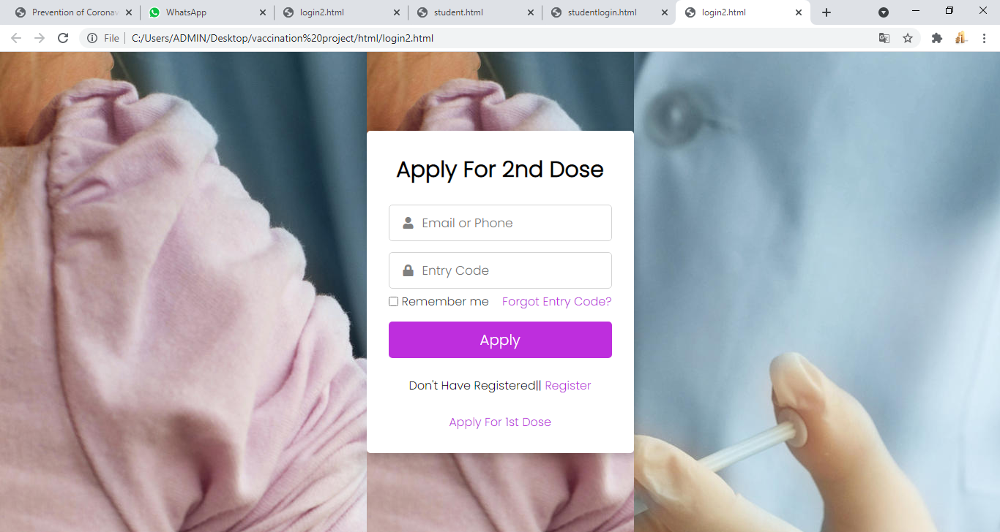 Prevention of Coronav
WhatsApp
login2.html
student.html
studentlogin.html
login2.html
File
C:/Users/ADMIN/Desktop/vaccination%20project/html/login2.html
Apply For 2nd Dose
Email or Phone
Entry Code
Remember me Forgot Entry Code?
Apply
Don't Have Registered|| Register
Apply For 1st Dose